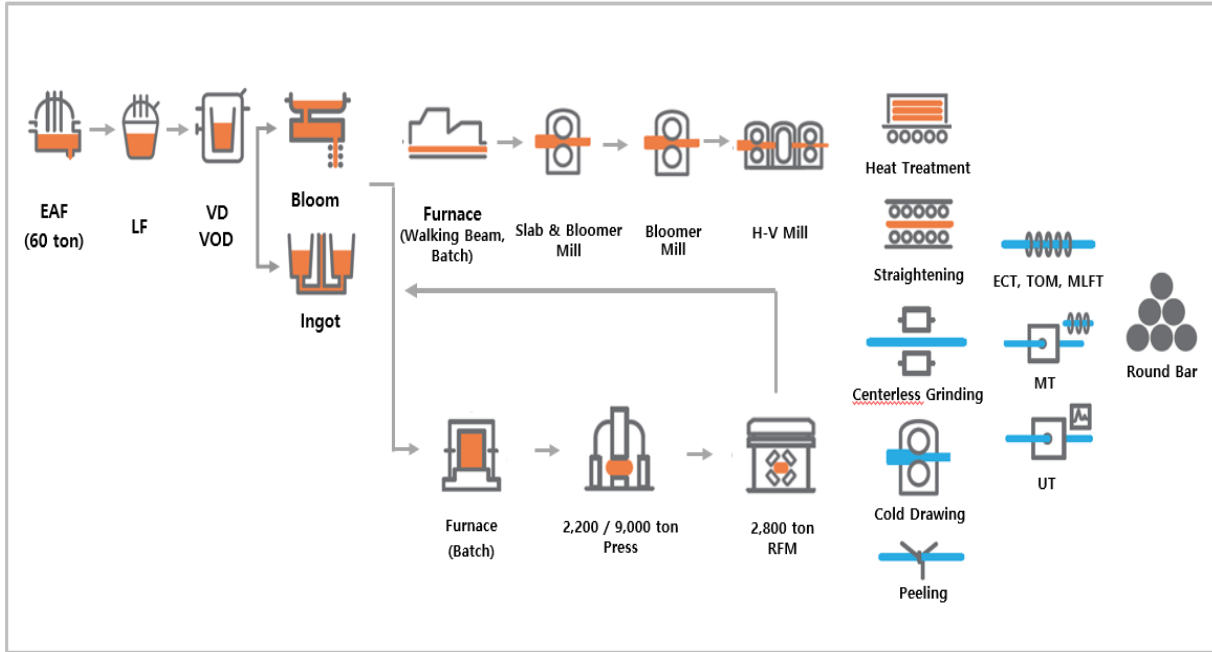 EAF
(60 ton)
LF
VD
VOD
Bloom
Ingot
Furnace
(Walking Beam,
Batch)
Slab & Bloomer
Mill
Bloomer
Mill
H-V Mill
Furnace
(Batch)
2,200 / 9,000 ton
Press
2,800 ton
RFM
Heat Treatment
Straightening
Centerless Grinding
Cold Drawing
Peeling
ECT, TOM, MLFT
MT
UT
Round Bar